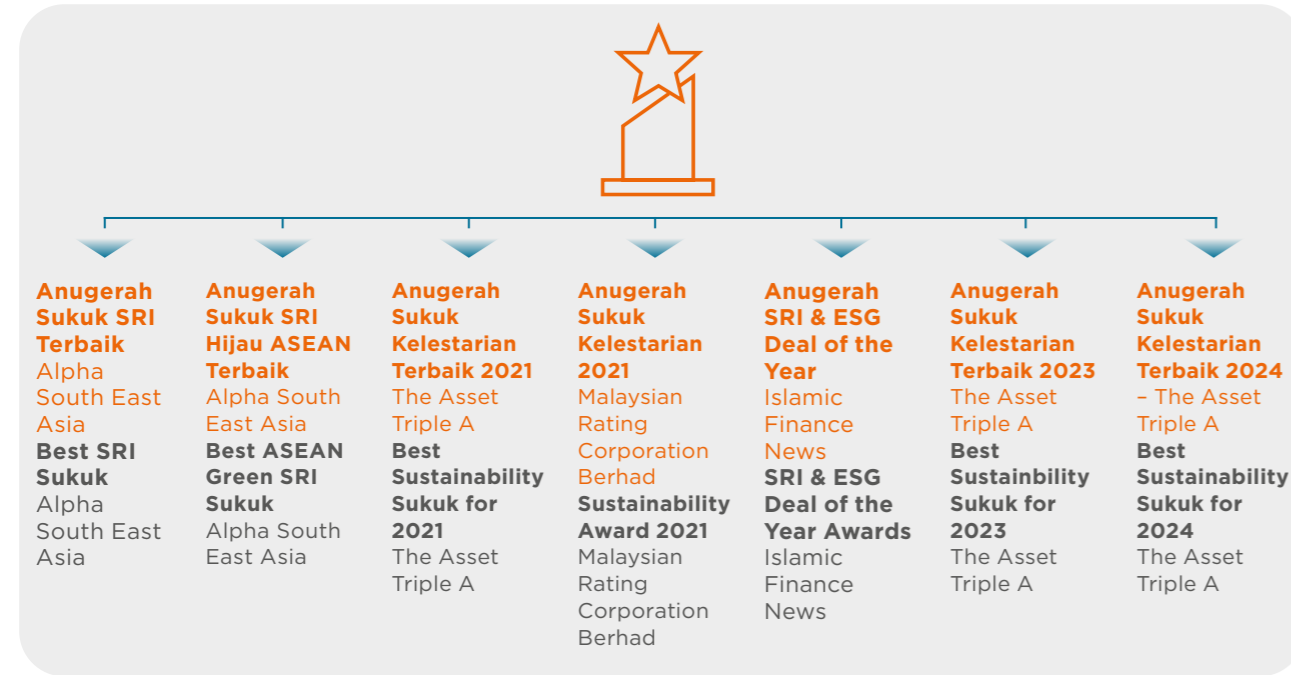 Anugerah
Sukuk SRI
Terbaik
Alpha
South East
Asia
Best SRI
Sukuk
Alpha
South East
Asia
Anugerah
Sukuk SRI
Hijau ASEAN
Terbaik
Alpha South
East Asia
Best ASEAN
Green SRI
Sukuk
Alpha South
East Asia
Anugerah
Sukuk
Kelestarian
Terbaik 2021
The Asset
Triple A
Best
Sustainability
Sukuk for
2021
The Asset
Triple A
Anugerah
Sukuk
Kelestarian
2021
Malaysian
Rating
Corporation
Berhad
Sustainability
Award 2021
Malaysian
Rating
Corporation
Berhad
Anugerah
SRI & ESG
Deal of the
Year
Islamic
Finance
News
SRI & ESG
Deal of the
Year Awards
Islamic
Finance
News
Anugerah
Sukuk
Kelestarian
Terbaik 2023
The Asset
Triple A
Best
Sustainbility
Sukuk for
2023
The Asset
Triple A
Anugerah
Sukuk
Kelestarian
Terbaik 2024
– The Asset
Triple A
Best
Sustainability
Sukuk for
2024
The Asset
Triple A